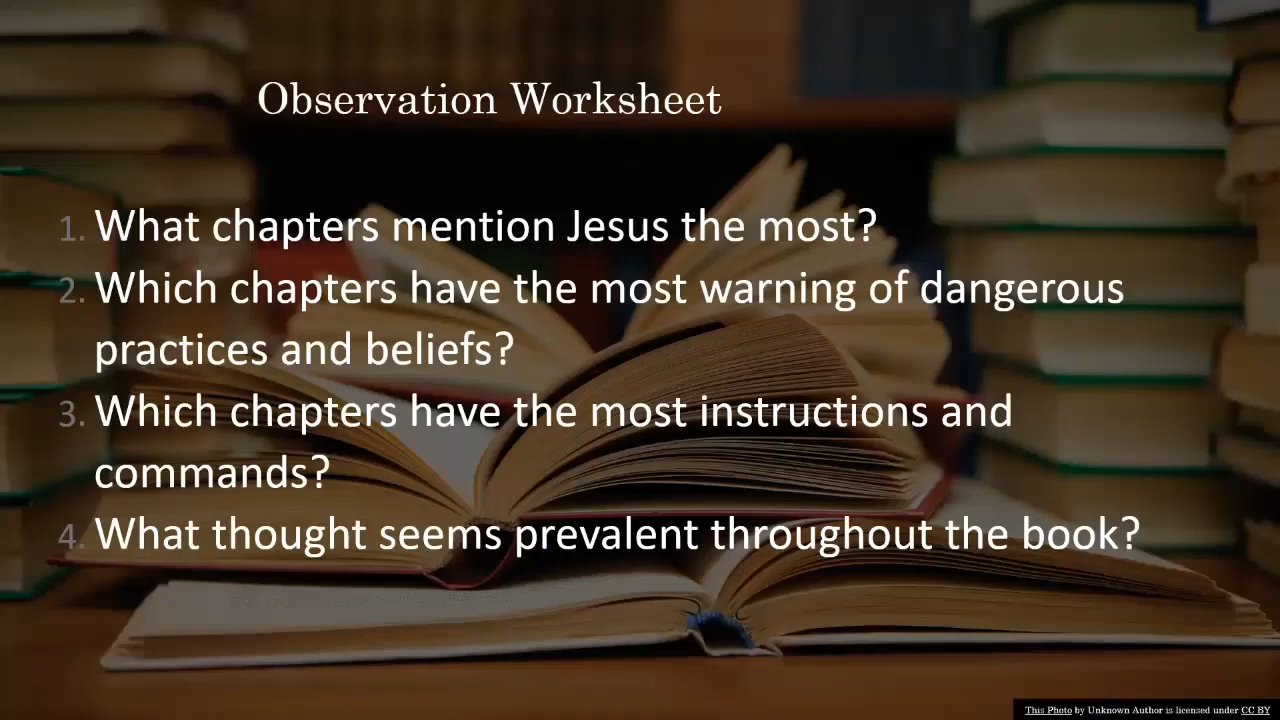 Observation Worksheet
1. What chapters mention Jesus the most?
2. Which chapters have the most warning of dangerous
practices and beliefs?
3. Which chapters have the most instructions and
commands?
4. What thought seems prevalent throughout the book?
This Photo by Unknown Author is licensed under CC BY